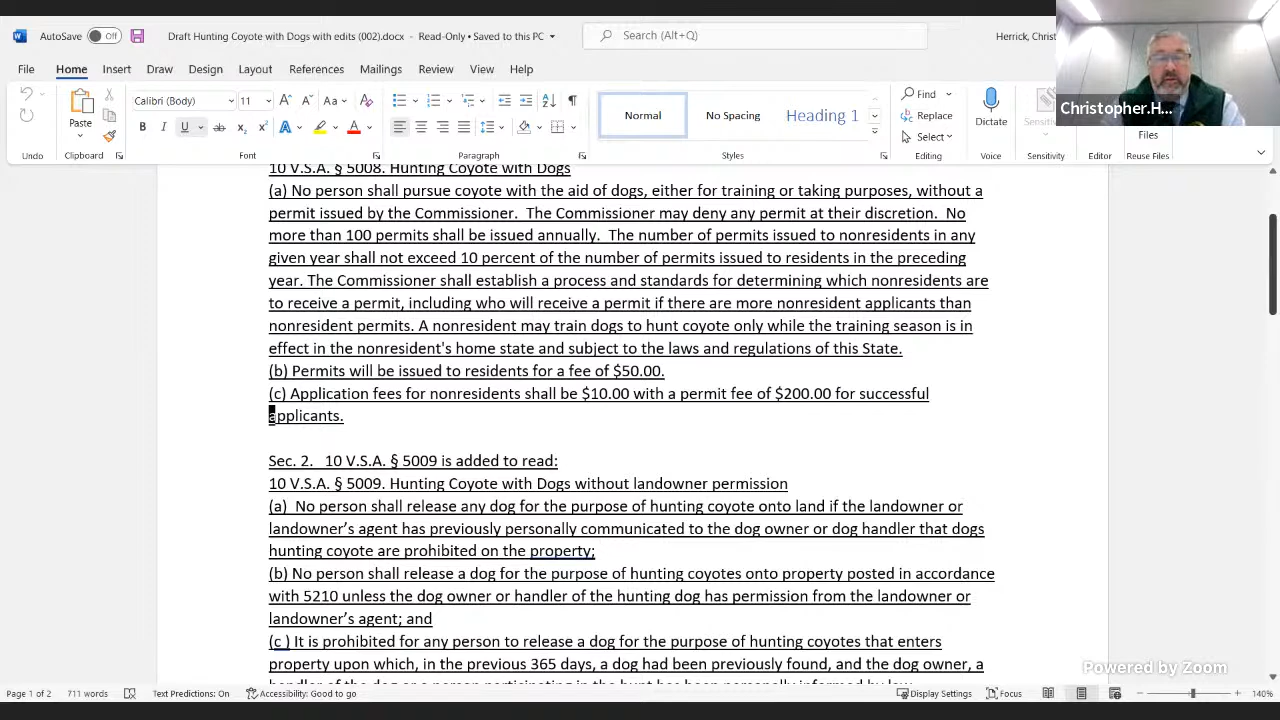 AutoSave Off
Draft Hunting Coyote with Dogs with edits (002).docx - Read-Only • Saved to this PC
Search (Alt+Q)
Herrick, Chris
File Home Insert Draw Design Layout References Mailings Review View Help
Paste
Calibri (Body) 11
Normal
No Spacing
Heading 1
Find
Replace
Select
Dictate
Files
Undo Clipboard Font Paragraph Styles Editing Voice Sensitivity Editor Reuse Files
Christopher.H...
10 V.S.A. § 5008. Hunting Coyote with Dogs
(a) No person shall pursue coyote with the aid of dogs, either for training or taking purposes, without a
permit issued by the Commissioner.  The Commissioner may deny any permit at their discretion.  No
more than 100 permits shall be issued annually.  The number of permits issued to nonresidents in any
given year shall not exceed 10 percent of the number of permits issued to residents in the preceding
year. The Commissioner shall establish a process and standards for determining which nonresidents are
to receive a permit, including who will receive a permit if there are more nonresident applicants than
nonresident permits. A nonresident may train dogs to hunt coyote only while the training season is in
effect in the nonresident's home state and subject to the laws and regulations of this State.
(b) Permits will be issued to residents for a fee of $50.00.
(c) Application fees for nonresidents shall be $10.00 with a permit fee of $200.00 for successful
applicants.
Sec. 2.   10 V.S.A. § 5009 is added to read:
10 V.S.A. § 5009. Hunting Coyote with Dogs without landowner permission
(a)  No person shall release any dog for the purpose of hunting coyote onto land if the landowner or
landowner's agent has previously personally communicated to the dog owner or dog handler that dogs
hunting coyote are prohibited on the property;
(b) No person shall release a dog for the purpose of hunting coyotes onto property posted in accordance
with 5210 unless the dog owner or handler of the hunting dog has permission from the landowner or
landowner's agent; and
(c ) It is prohibited for any person to release a dog for the purpose of hunting coyotes that enters
property upon which, in the previous 365 days, a dog had been previously found, and the dog owner, a
handler of the dog or a person participating in the hunt has been personally informed by law
Powered by Zoom
Page 1 of 2 711 words Text Predictions: On Accessibility: Good to go Display Settings Focus 140%